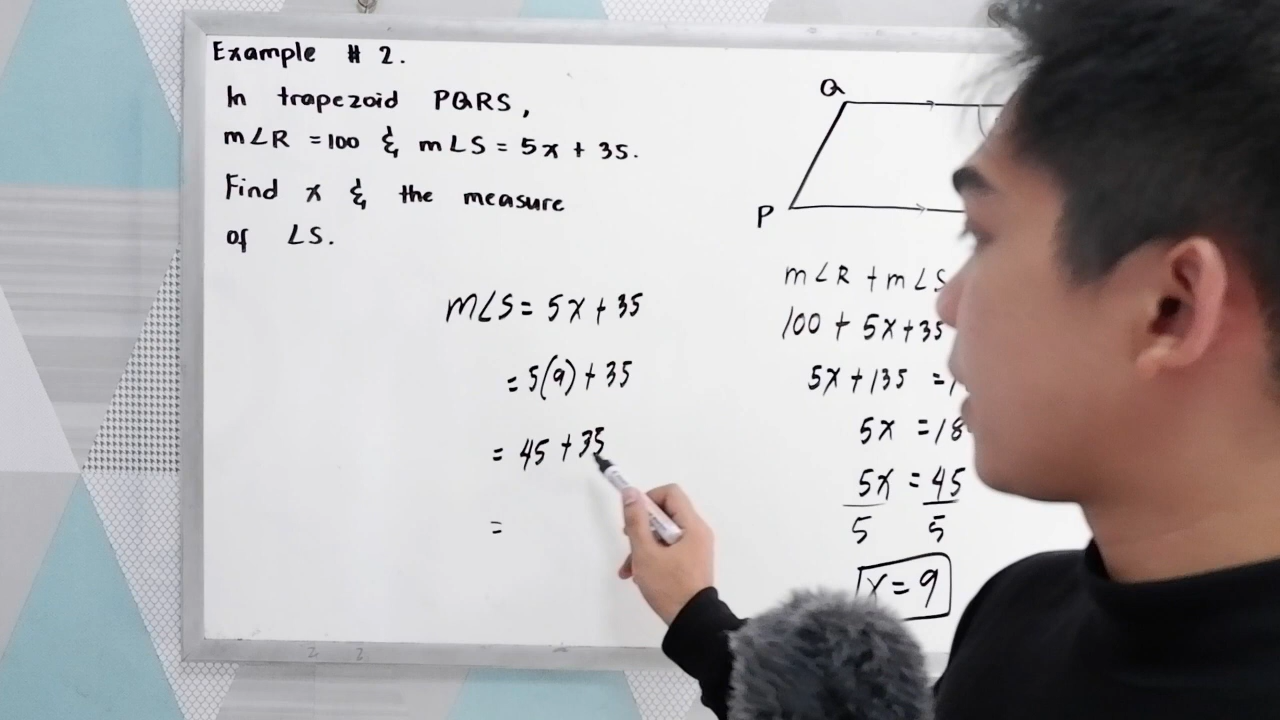 Example # 2.
In trapezoid PQRS,
m∠R = 100 & m∠S = 5x + 35.
Find x & the measure
of ∠S.
m∠S = 5x + 35
= 5(9) + 35
= 45 + 35
=
Q
P
m∠R + m∠S
100 + 5x + 35
5x + 135 =
5x = 18
5x = 45
5 5
x = 9